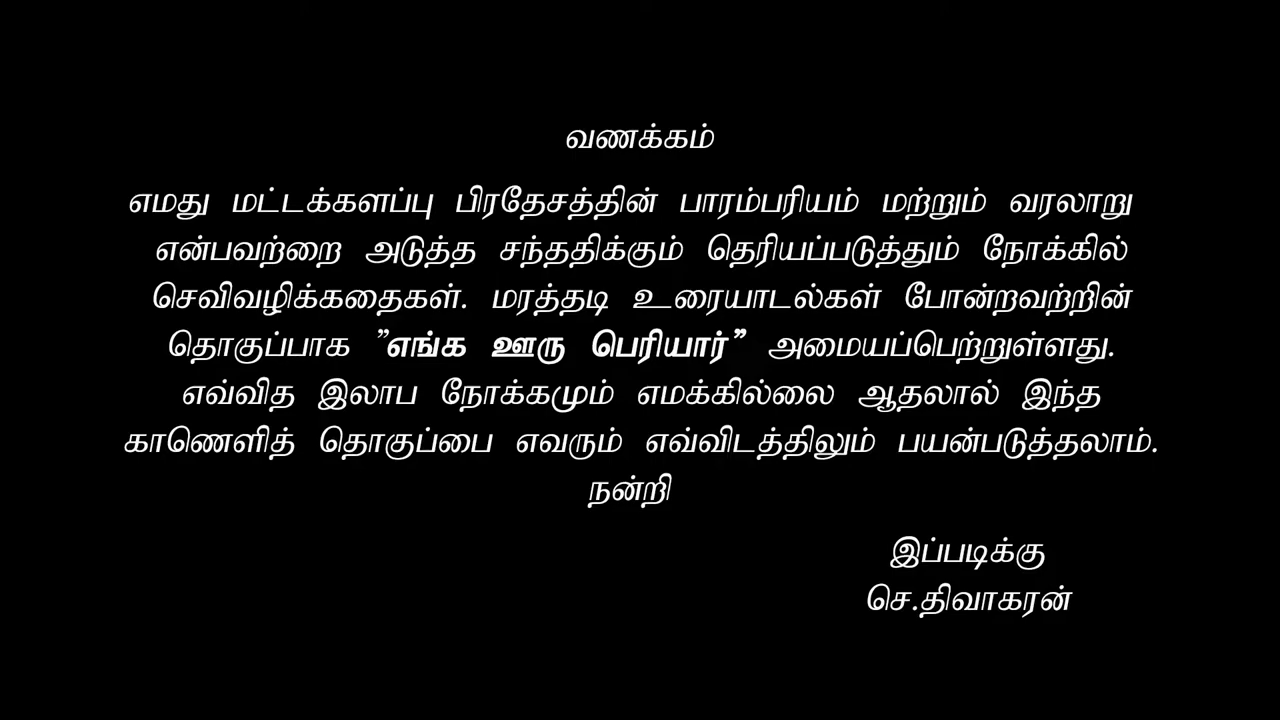 வணக்கம்
எமது மட்டக்களப்பு பிரதேசத்தின் பாரம்பரியம் மற்றும் வரலாறு
என்பவற்றை அடுத்த சந்ததிக்கும் தெரியப்படுத்தும் நோக்கில்
செவிவழிக்கதைகள். மரத்தடி உரையாடல்கள் போன்றவற்றின்
தொகுப்பாக ”எங்க ஊரு பெரியார்” அமையப்பெற்றுள்ளது.
எவ்வித இலாப நோக்கமும் எமக்கில்லை ஆதலால் இந்த
காணெளித் தொகுப்பை எவரும் எவ்விடத்திலும் பயன்படுத்தலாம்.
நன்றி
இப்படிக்கு
செ.திவாகரன்